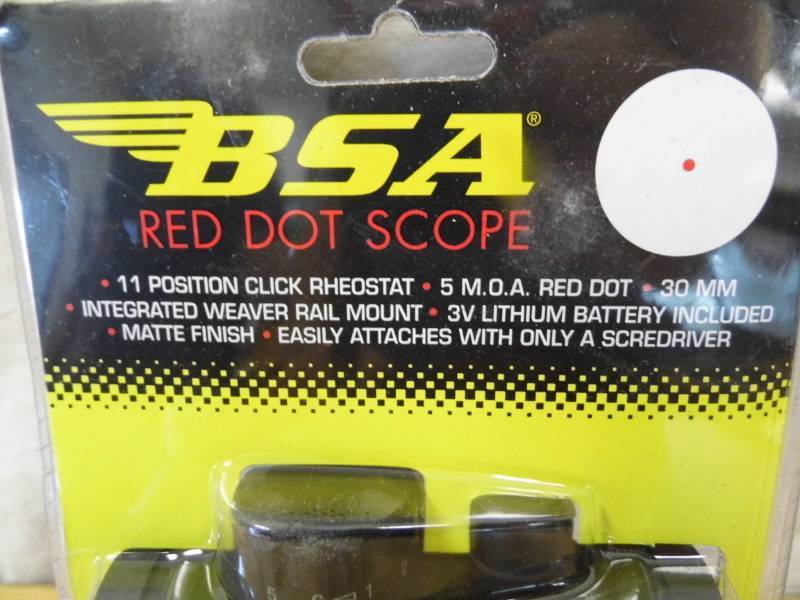 BSA®
RED DOT SCOPE
• 11 POSITION CLICK RHEOSTAT • 5 M.O.A. RED DOT • 30 MM
• INTEGRATED WEAVER RAIL MOUNT • 3V LITHIUM BATTERY INCLUDED
• MATTE FINISH • EASILY ATTACHES WITH ONLY A SCREDRIVER